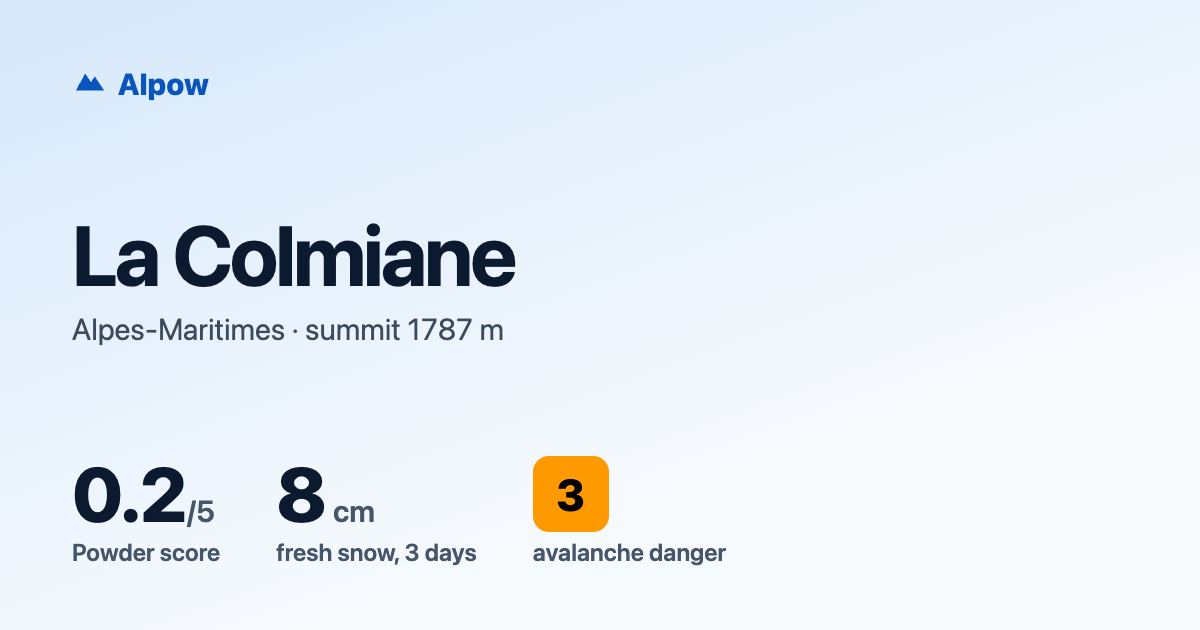 Alpow
La Colmiane
Alpes-Maritimes · summit 1787 m
0.2/5
Powder score
8 cm
fresh snow, 3 days
3
avalanche danger